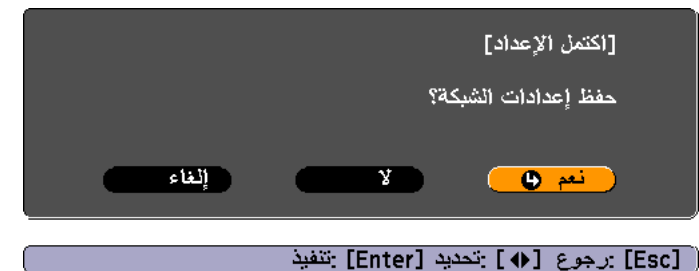 [اكتمل الإعداد]
حفظ إعدادات الشبكة؟
نعم لا إلغاء
[Esc] :رجوع [◆] :تحديد [Enter] :تنفيذ